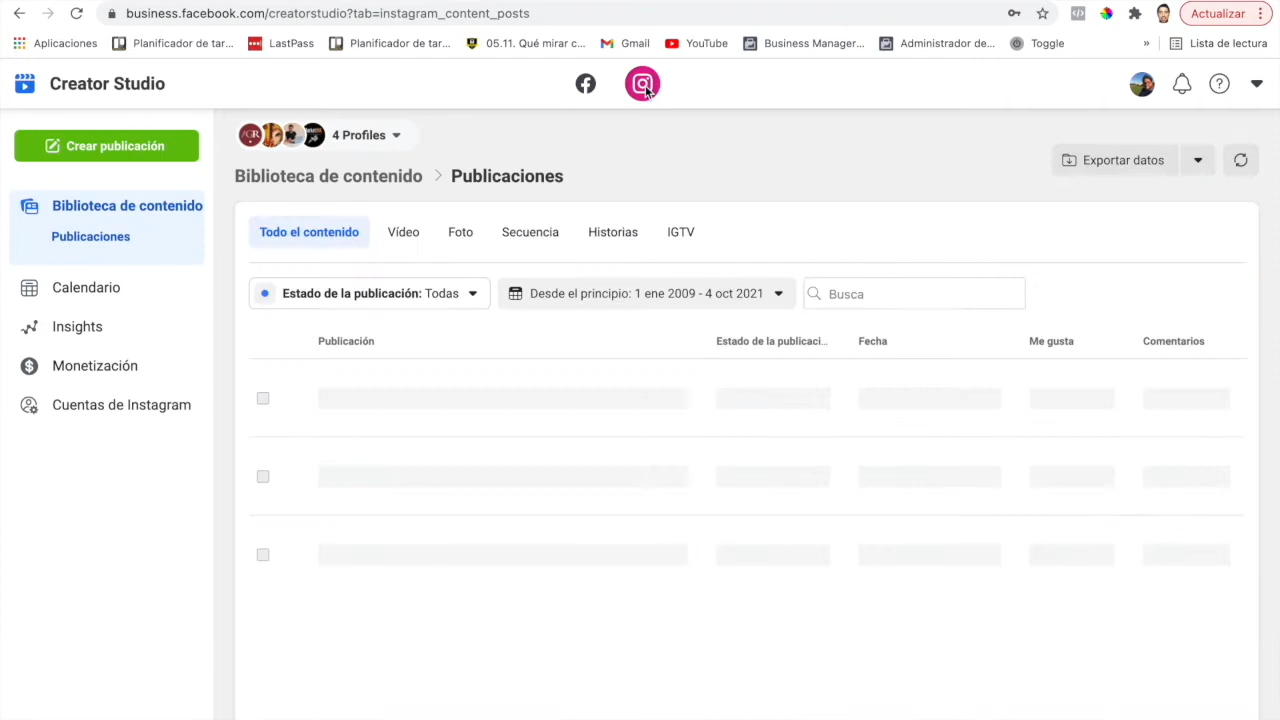 business.facebook.com/creatorstudio?tab=instagram_content_posts
Actualizar
Aplicaciones
Planificador de tar...
LastPass
Planificador de tar...
05.11. Qué mirar c...
Gmail
YouTube
Business Manager...
Administrador de...
Toggle
»
Lista de lectura
Creator Studio
Crear publicación
4 Profiles
Biblioteca de contenido > Publicaciones
Exportar datos
Biblioteca de contenido
Publicaciones
Calendario
Insights
Monetización
Cuentas de Instagram
Todo el contenido
Vídeo
Foto
Secuencia
Historias
IGTV
Estado de la publicación: Todas
Desde el principio: 1 ene 2009 - 4 oct 2021
Busca
Publicación
Estado de la publicaci...
Fecha
Me gusta
Comentarios